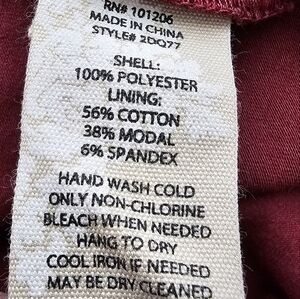 RN# 101206
MADE IN CHINA
STYLE# 2DQ77
SHELL:
100% POLYESTER
LINING:
56% COTTON
38% MODAL
6% SPANDEX
HAND WASH COLD
ONLY NON-CHLORINE
BLEACH WHEN NEEDED
HANG TO DRY
COOL IRON IF NEEDED
MAY BE DRY CLEANED